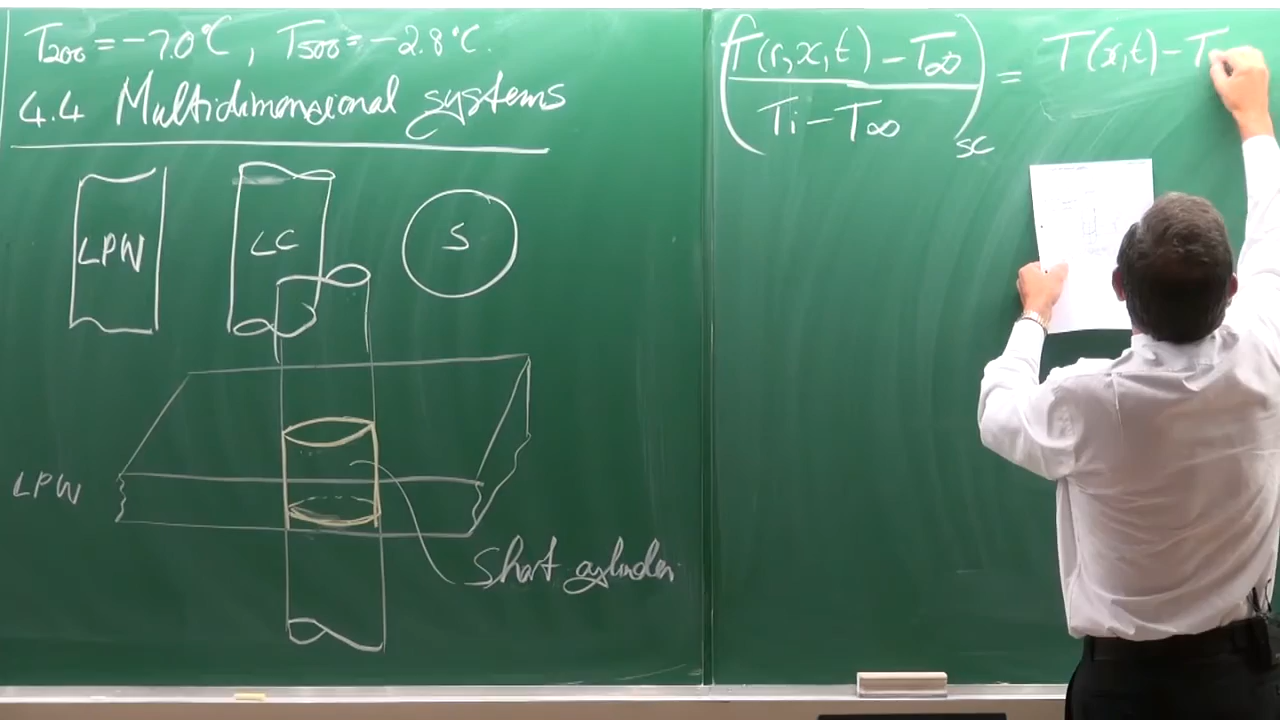 T₂₀₀ = -7.0°C, T₅₀₀ = -2.8°C.
4.4 Multidimensional systems
LPW
LC
S
LPW
Short cylinder
(T(r,x,t) - T∞ / Ti - T∞)sc = T(x,t) - T∞